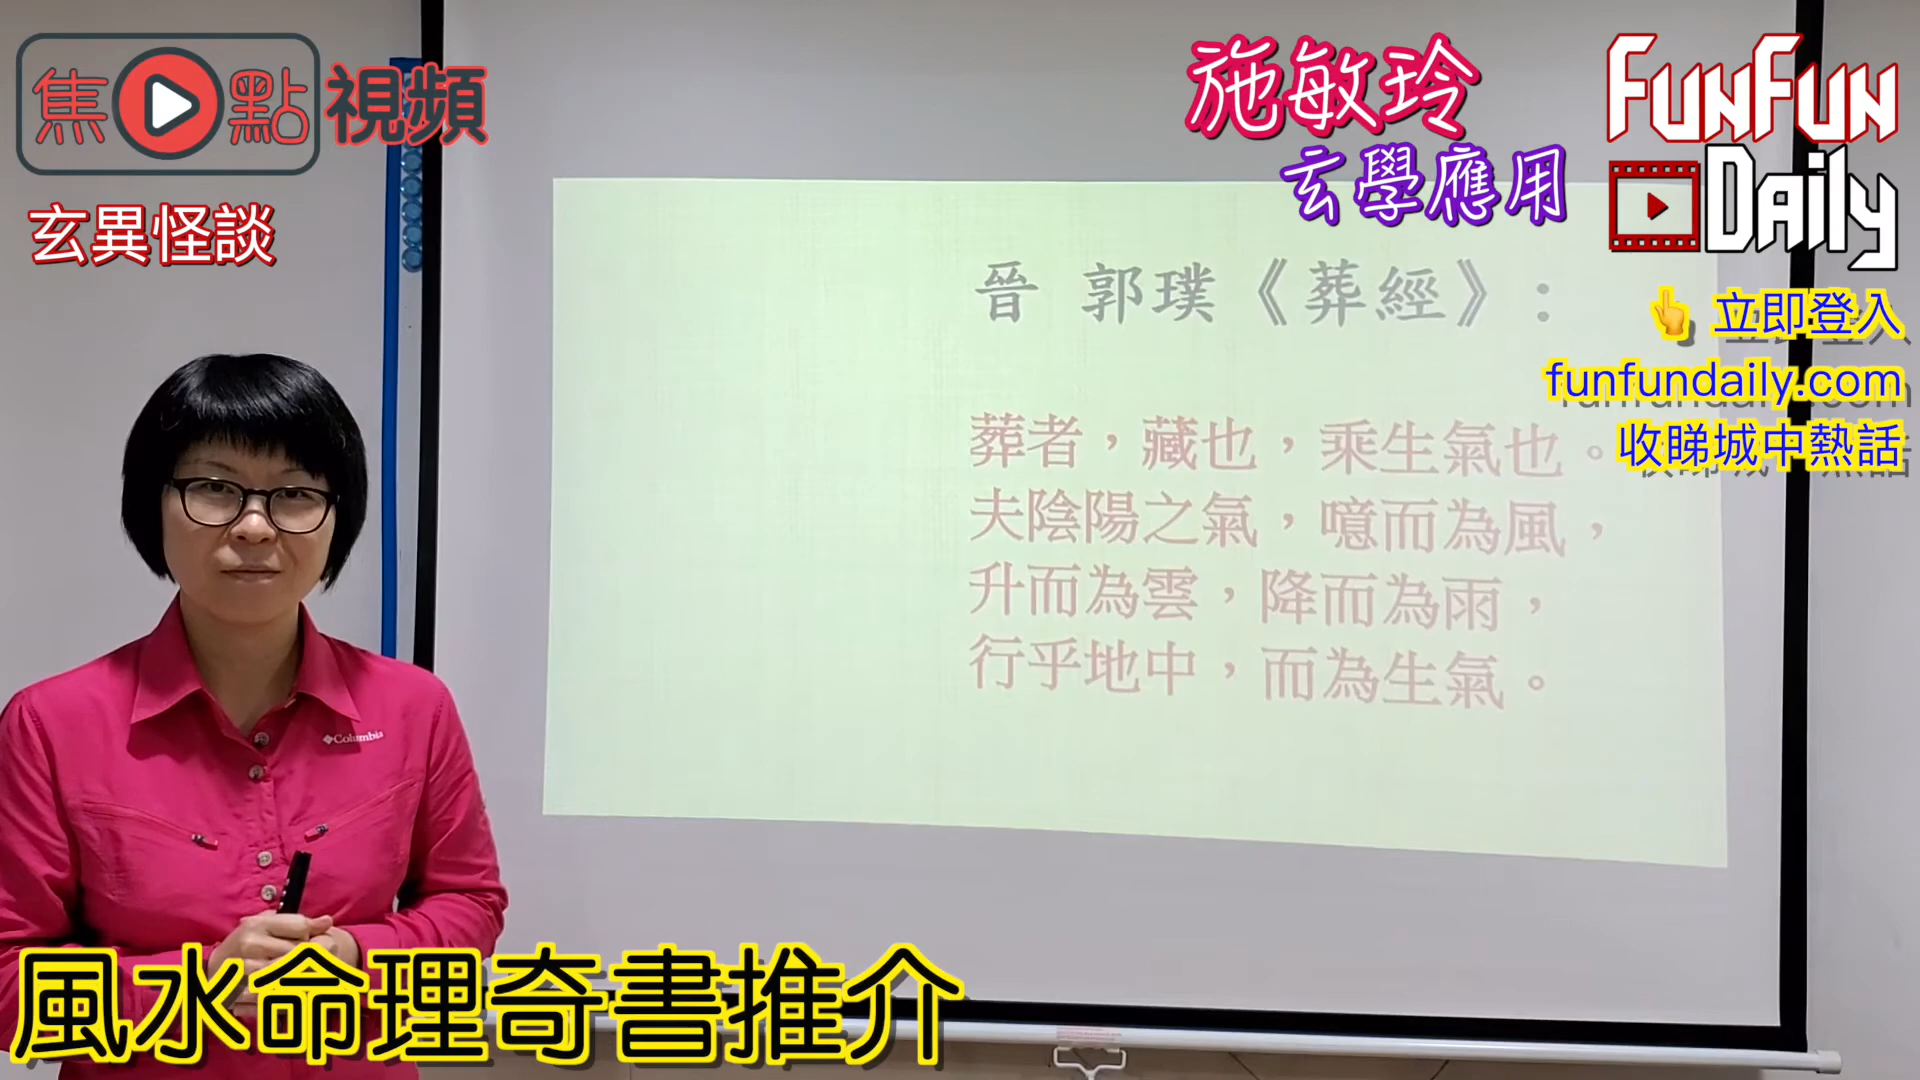 焦點視頻
玄異怪談
施敏玲
玄學應用
FUNFUN
DAily
👆 立即登入
funfundaily.com
收睇城中熱話
晉 郭璞《葬經》：
葬者，藏也，乘生氣也。
夫陰陽之氣，噫而為風，
升而為雲，降而為雨，
行乎地中，而為生氣。
Columbia
風水命理奇書推介